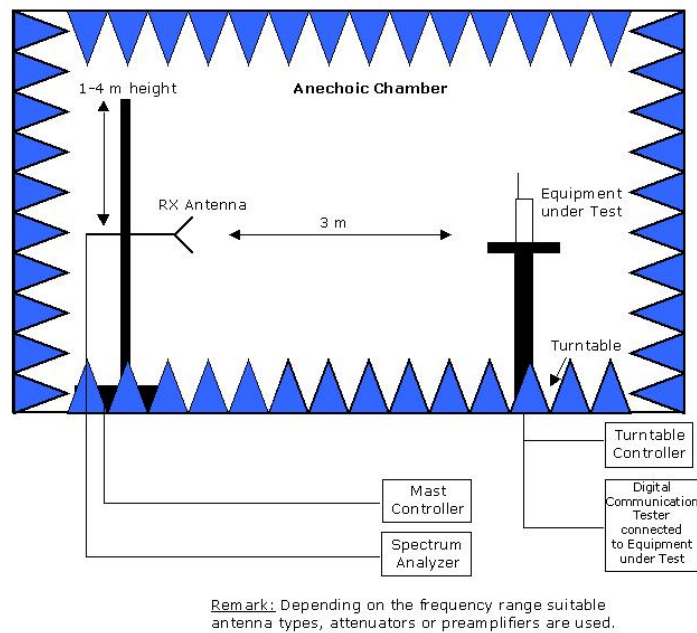 1-4 m height
Anechoic Chamber
RX Antenna
3 m
Equipment
under Test
Turntable
Turntable
Controller
Mast
Controller
Digital
Communication
Tester
connected
to Equipment
under Test
Spectrum
Analyzer
Remark: Depending on the frequency range suitable
antenna types, attenuators or preamplifiers are used.